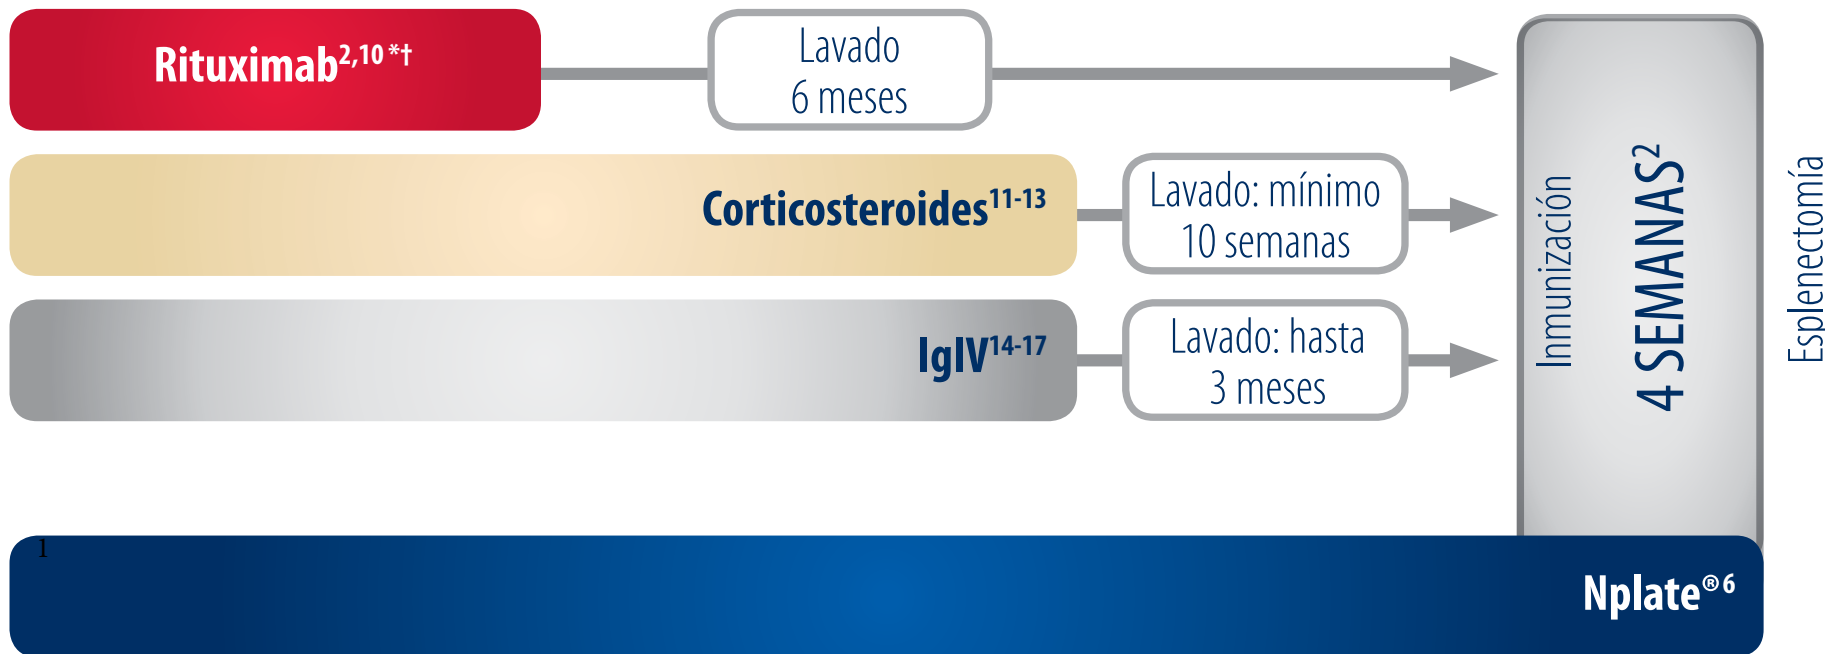 Rituximab2,10 *†
Lavado
6 meses
Corticosteroides11-13
Lavado: mínimo
10 semanas
IgIV14-17
Lavado: hasta
3 meses
Inmunización
4 SEMANAS2
Esplenectomía
1
Nplate® 6